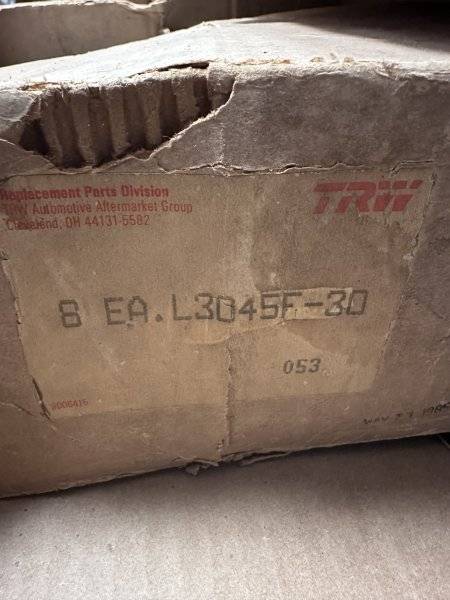 Replacement Parts Division
TRW Automotive Aftermarket Group
Cleveland, OH 44131-5582
TRW
8 EA.L3045F-30
053